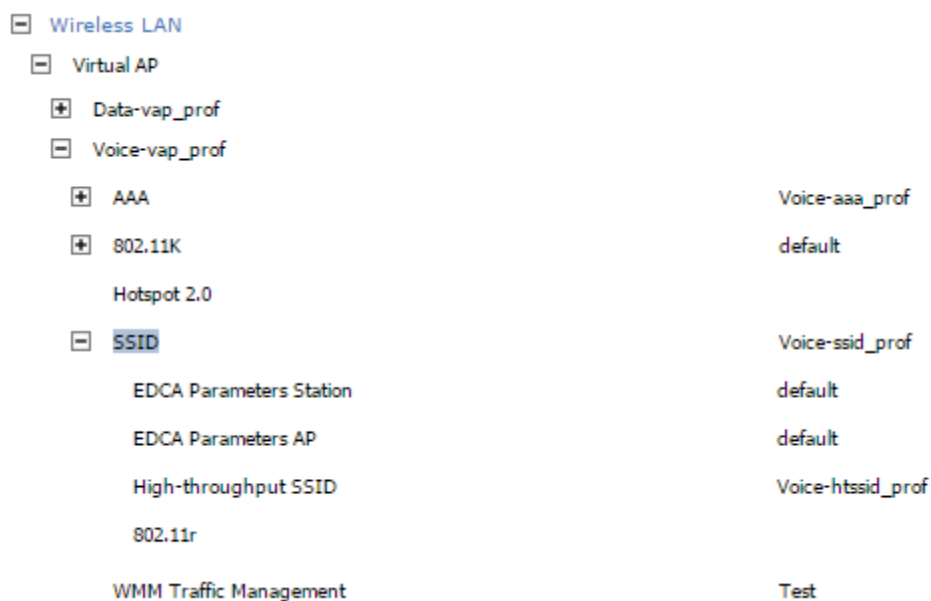 Wireless LAN
Virtual AP
Data-vap_prof
Voice-vap_prof
AAA Voice-aaa_prof
802.11K default
Hotspot 2.0
SSID Voice-ssid_prof
EDCA Parameters Station default
EDCA Parameters AP default
High-throughput SSID Voice-htssid_prof
802.11r
WMM Traffic Management Test